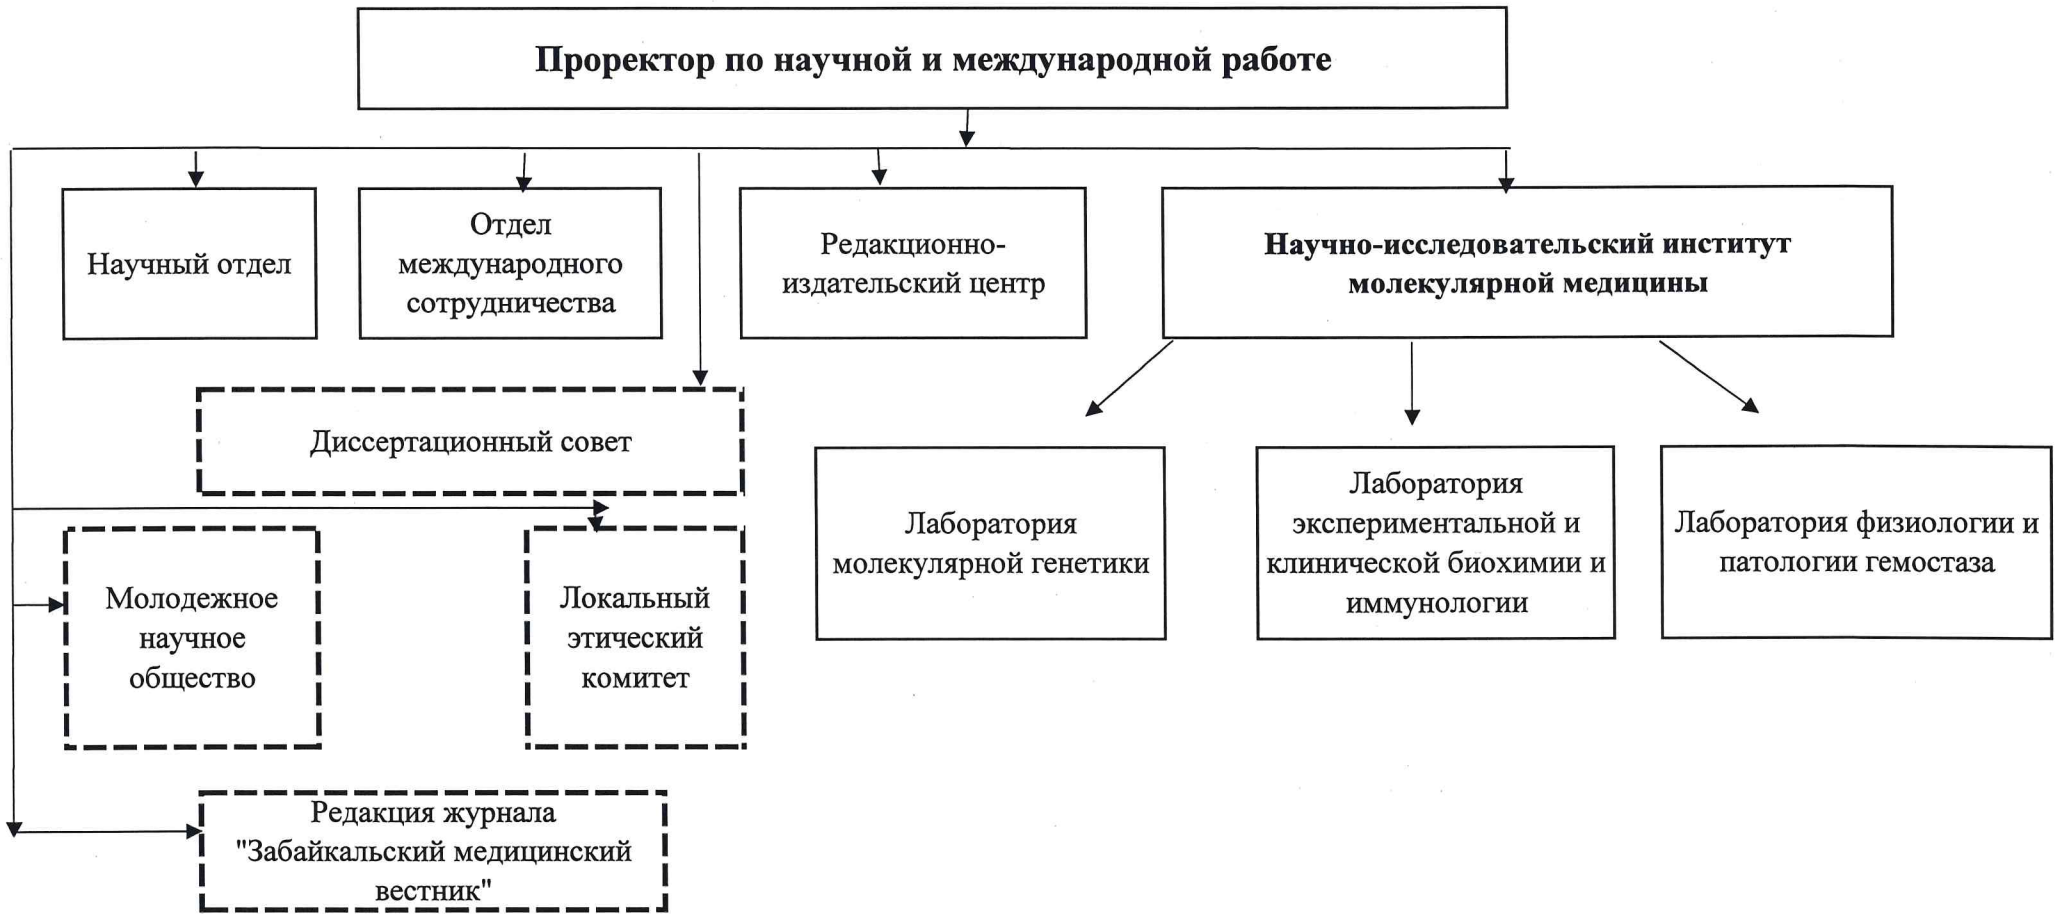 Проректор по научной и международной работе
Научный отдел
Отдел
международного
сотрудничества
Редакционно-
издательский центр
Научно-исследовательский институт
молекулярной медицины
Диссертационный совет
Лаборатория
молекулярной генетики
Лаборатория
экспериментальной и
клинической биохимии и
иммунологии
Лаборатория физиологии и
патологии гемостаза
Молодежное
научное
общество
Локальный
этический
комитет
Редакция журнала
"Забайкальский медицинский
вестник"